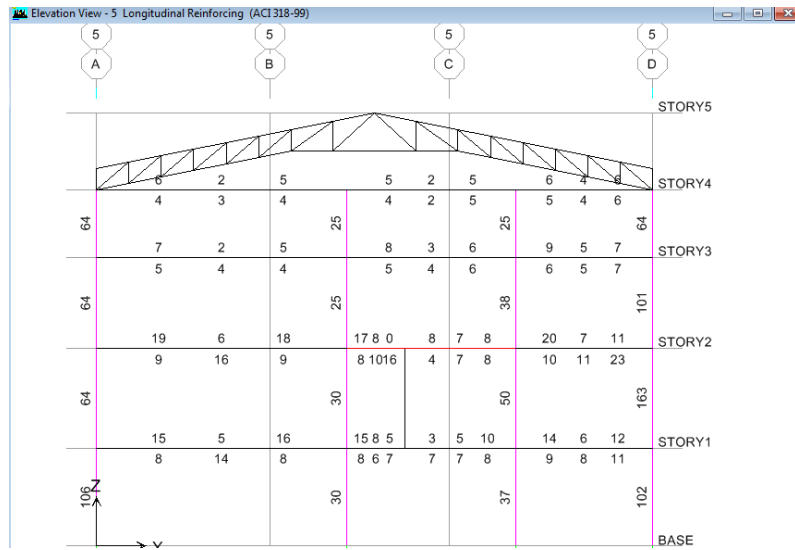 Elevation View - 5 Longitudinal Reinforcing (ACI 318-99)
5 5 5 5
A B C D
STORY5
6 2 5 5 2 5 6 4 6 STORY4
4 3 4 4 2 5 5 4 6
64 25 25 64
7 2 5 8 3 6 9 5 7 STORY3
5 4 4 5 4 6 6 5 7
64 25 38 101
19 6 18 17 8 0 8 7 8 20 7 11 STORY2
9 16 9 8 10 16 4 7 8 10 11 23
64 30 50 163
15 5 16 15 8 5 3 5 10 14 6 12 STORY1
8 14 8 8 6 7 7 7 8 9 8 11
106 Z 30 37 102
BASE